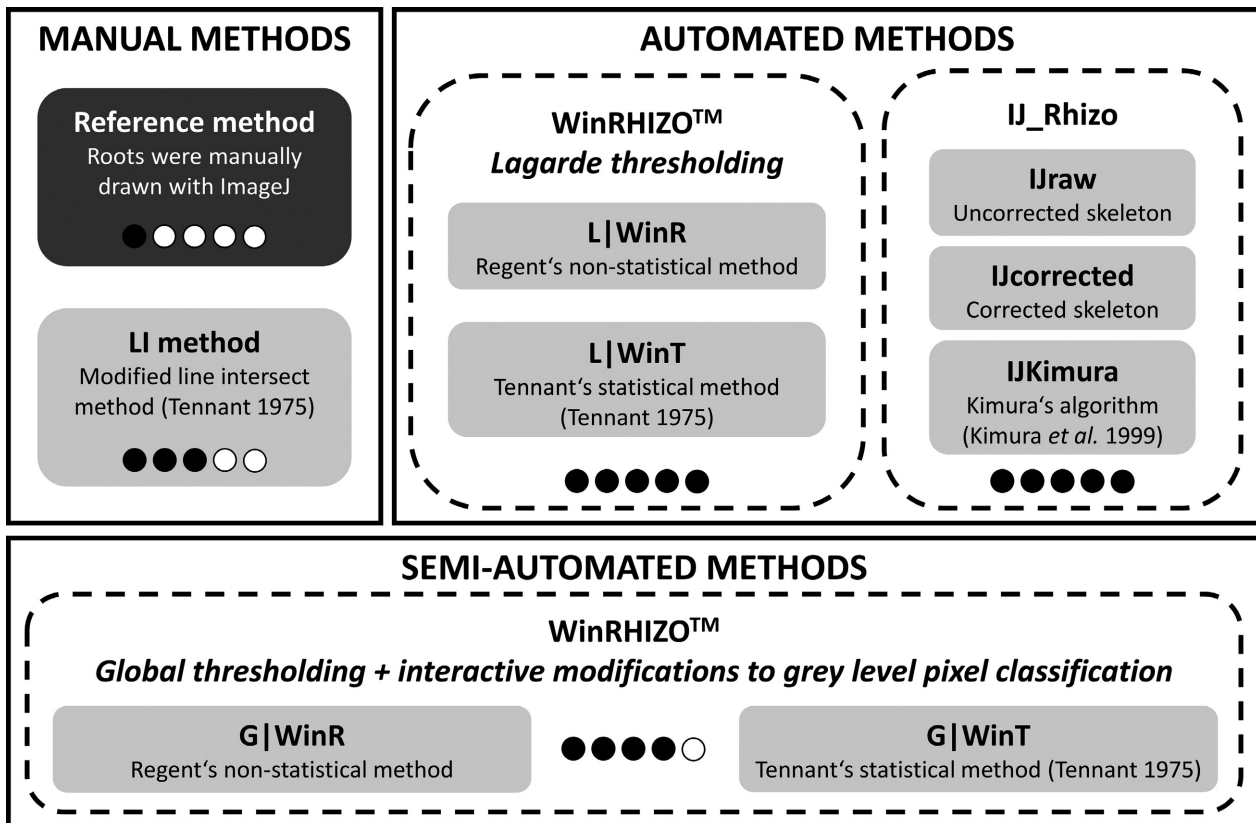 MANUAL METHODS
Reference method
Roots were manually
drawn with ImageJ
LI method
Modified line intersect
method (Tennant 1975)
AUTOMATED METHODS
WinRHIZO™
Lagarde thresholding
L|WinR
Regent‘s non-statistical method
L|WinT
Tennant‘s statistical method
(Tennant 1975)
IJ_Rhizo
IJraw
Uncorrected skeleton
IJcorrected
Corrected skeleton
IJKimura
Kimura‘s algorithm
(Kimura et al. 1999)
SEMI-AUTOMATED METHODS
WinRHIZO™
Global thresholding + interactive modifications to grey level pixel classification
G|WinR
Regent‘s non-statistical method
G|WinT
Tennant‘s statistical method (Tennant 1975)